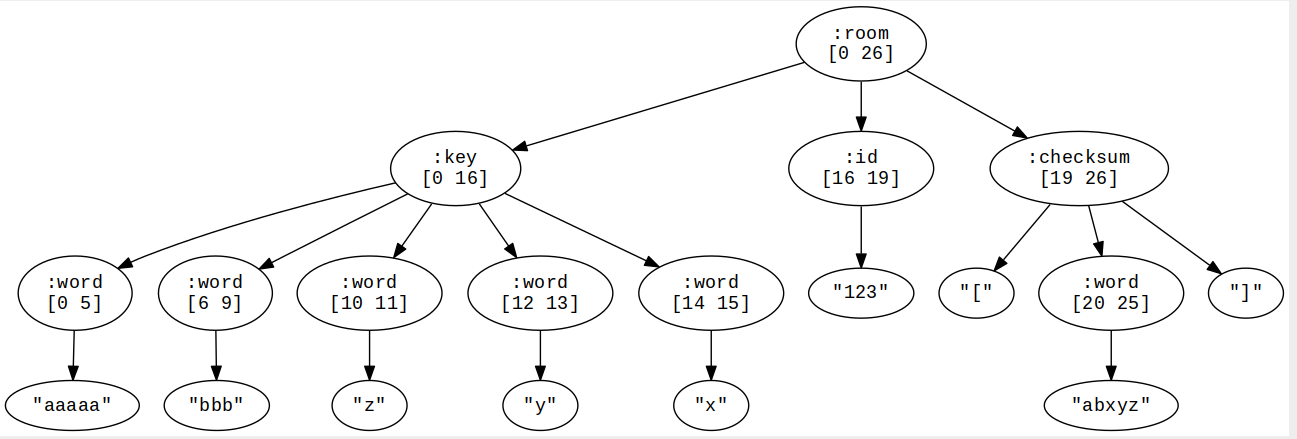 :room
[0 26]
:key
[0 16]
:id
[16 19]
:checksum
[19 26]
:word
[0 5]
:word
[6 9]
:word
[10 11]
:word
[12 13]
:word
[14 15]
"123"
"["
:word
[20 25]
"]"
"aaaaa"
"bbb"
"z"
"y"
"x"
"abxyz"